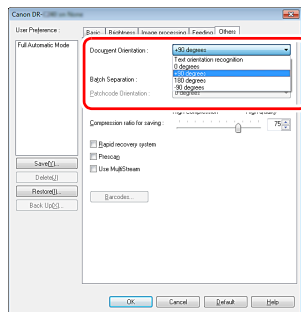 Canon DR-
User Preference :
Full Automatic Mode
Save(Y)...
Delete(J)
Restore(I)...
Back Up(X)...
Basic
Brightness
Image processing
Feeding
Others
Document Orientation :
+90 degrees
Text orientation recognition
0 degrees
+90 degrees
180 degrees
-90 degrees
Batch Separation :
Patchcode Orientation :
0 degrees
High Compression
High Quality
Compression ratio for saving :
75
Rapid recovery system
Prescan
Use MultiStream
Barcodes...
OK
Cancel
Default
Help